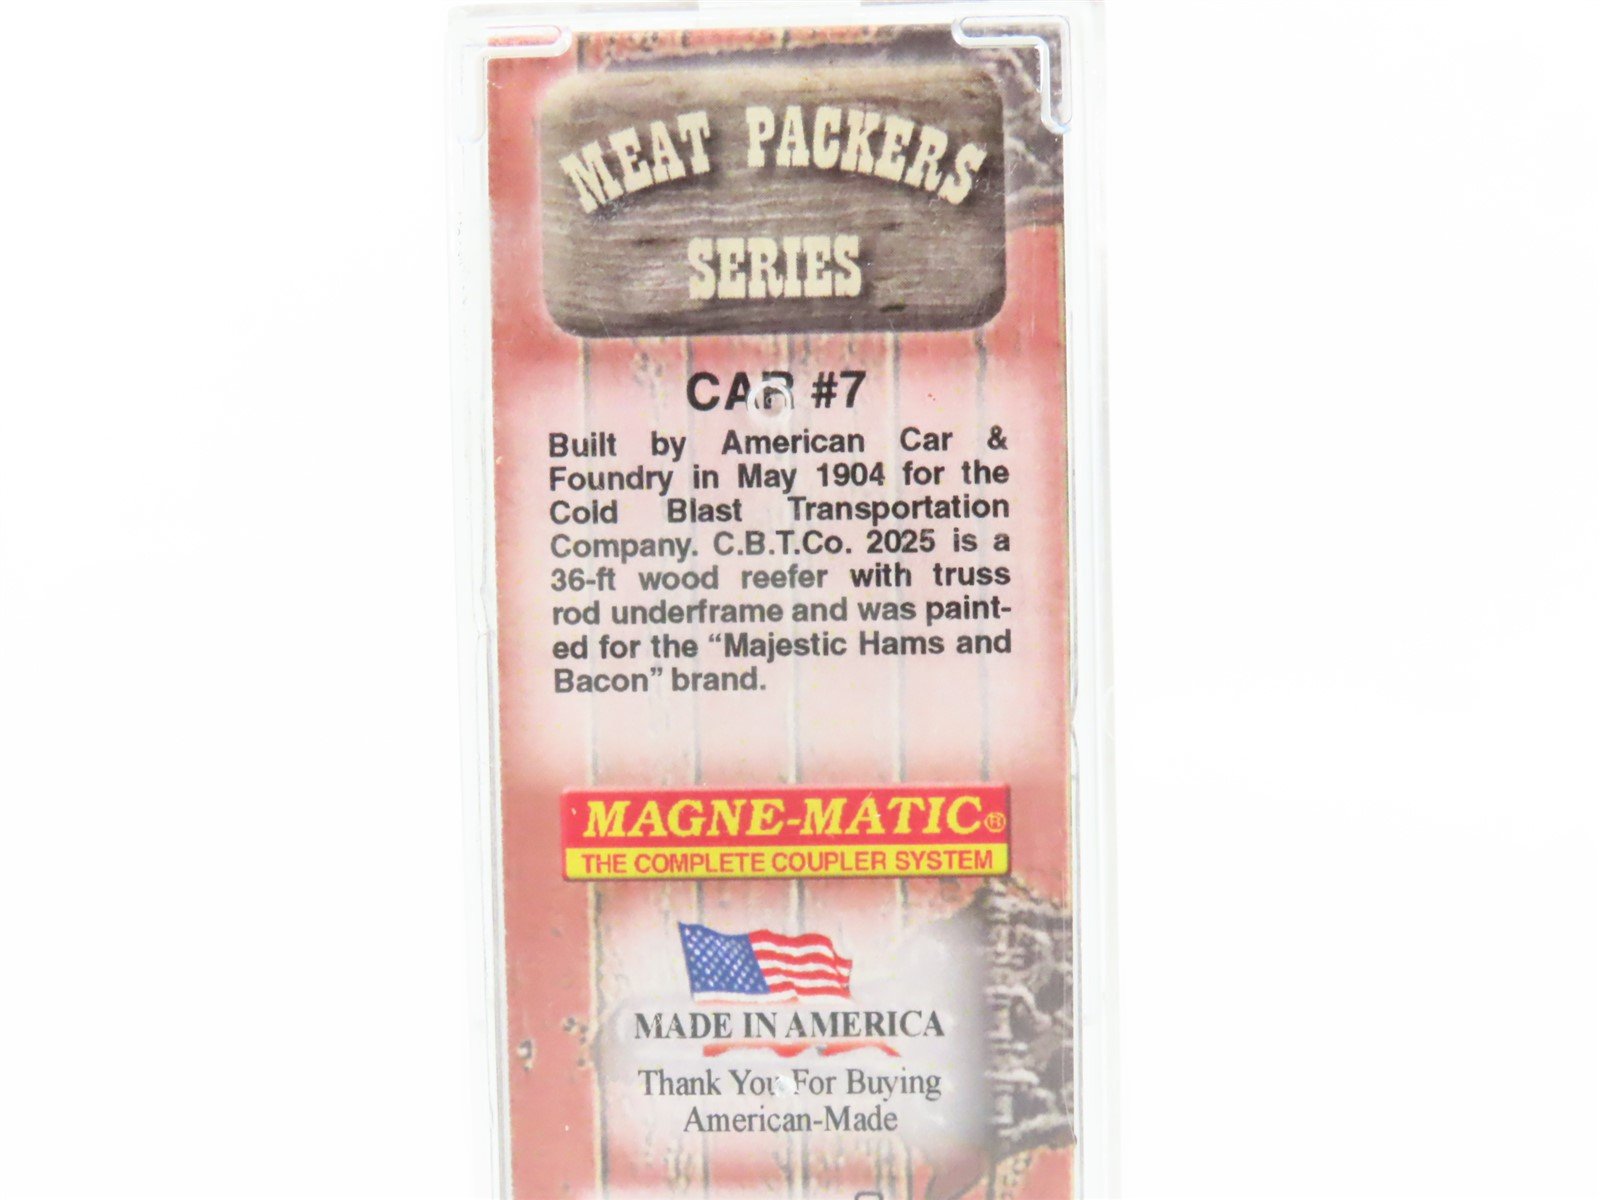 MEAT PACKERS
SERIES
CAR #7
Built by American Car &
Foundry in May 1904 for the
Cold Blast Transportation
Company. C.B.T.Co. 2025 is a
36-ft wood reefer with truss
rod underframe and was paint-
ed for the “Majestic Hams and
Bacon” brand.
MAGNE-MATIC®
THE COMPLETE COUPLER SYSTEM
MADE IN AMERICA
Thank You For Buying
American-Made